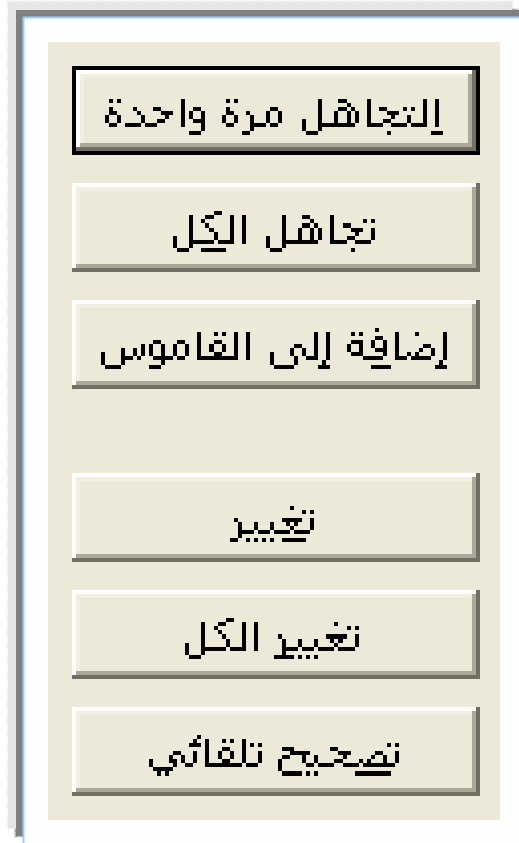 التجاهل مرة واحدة
تجاهل الكل
إضافة إلى القاموس
تغيير
تغيير الكل
تصحيح تلقائي